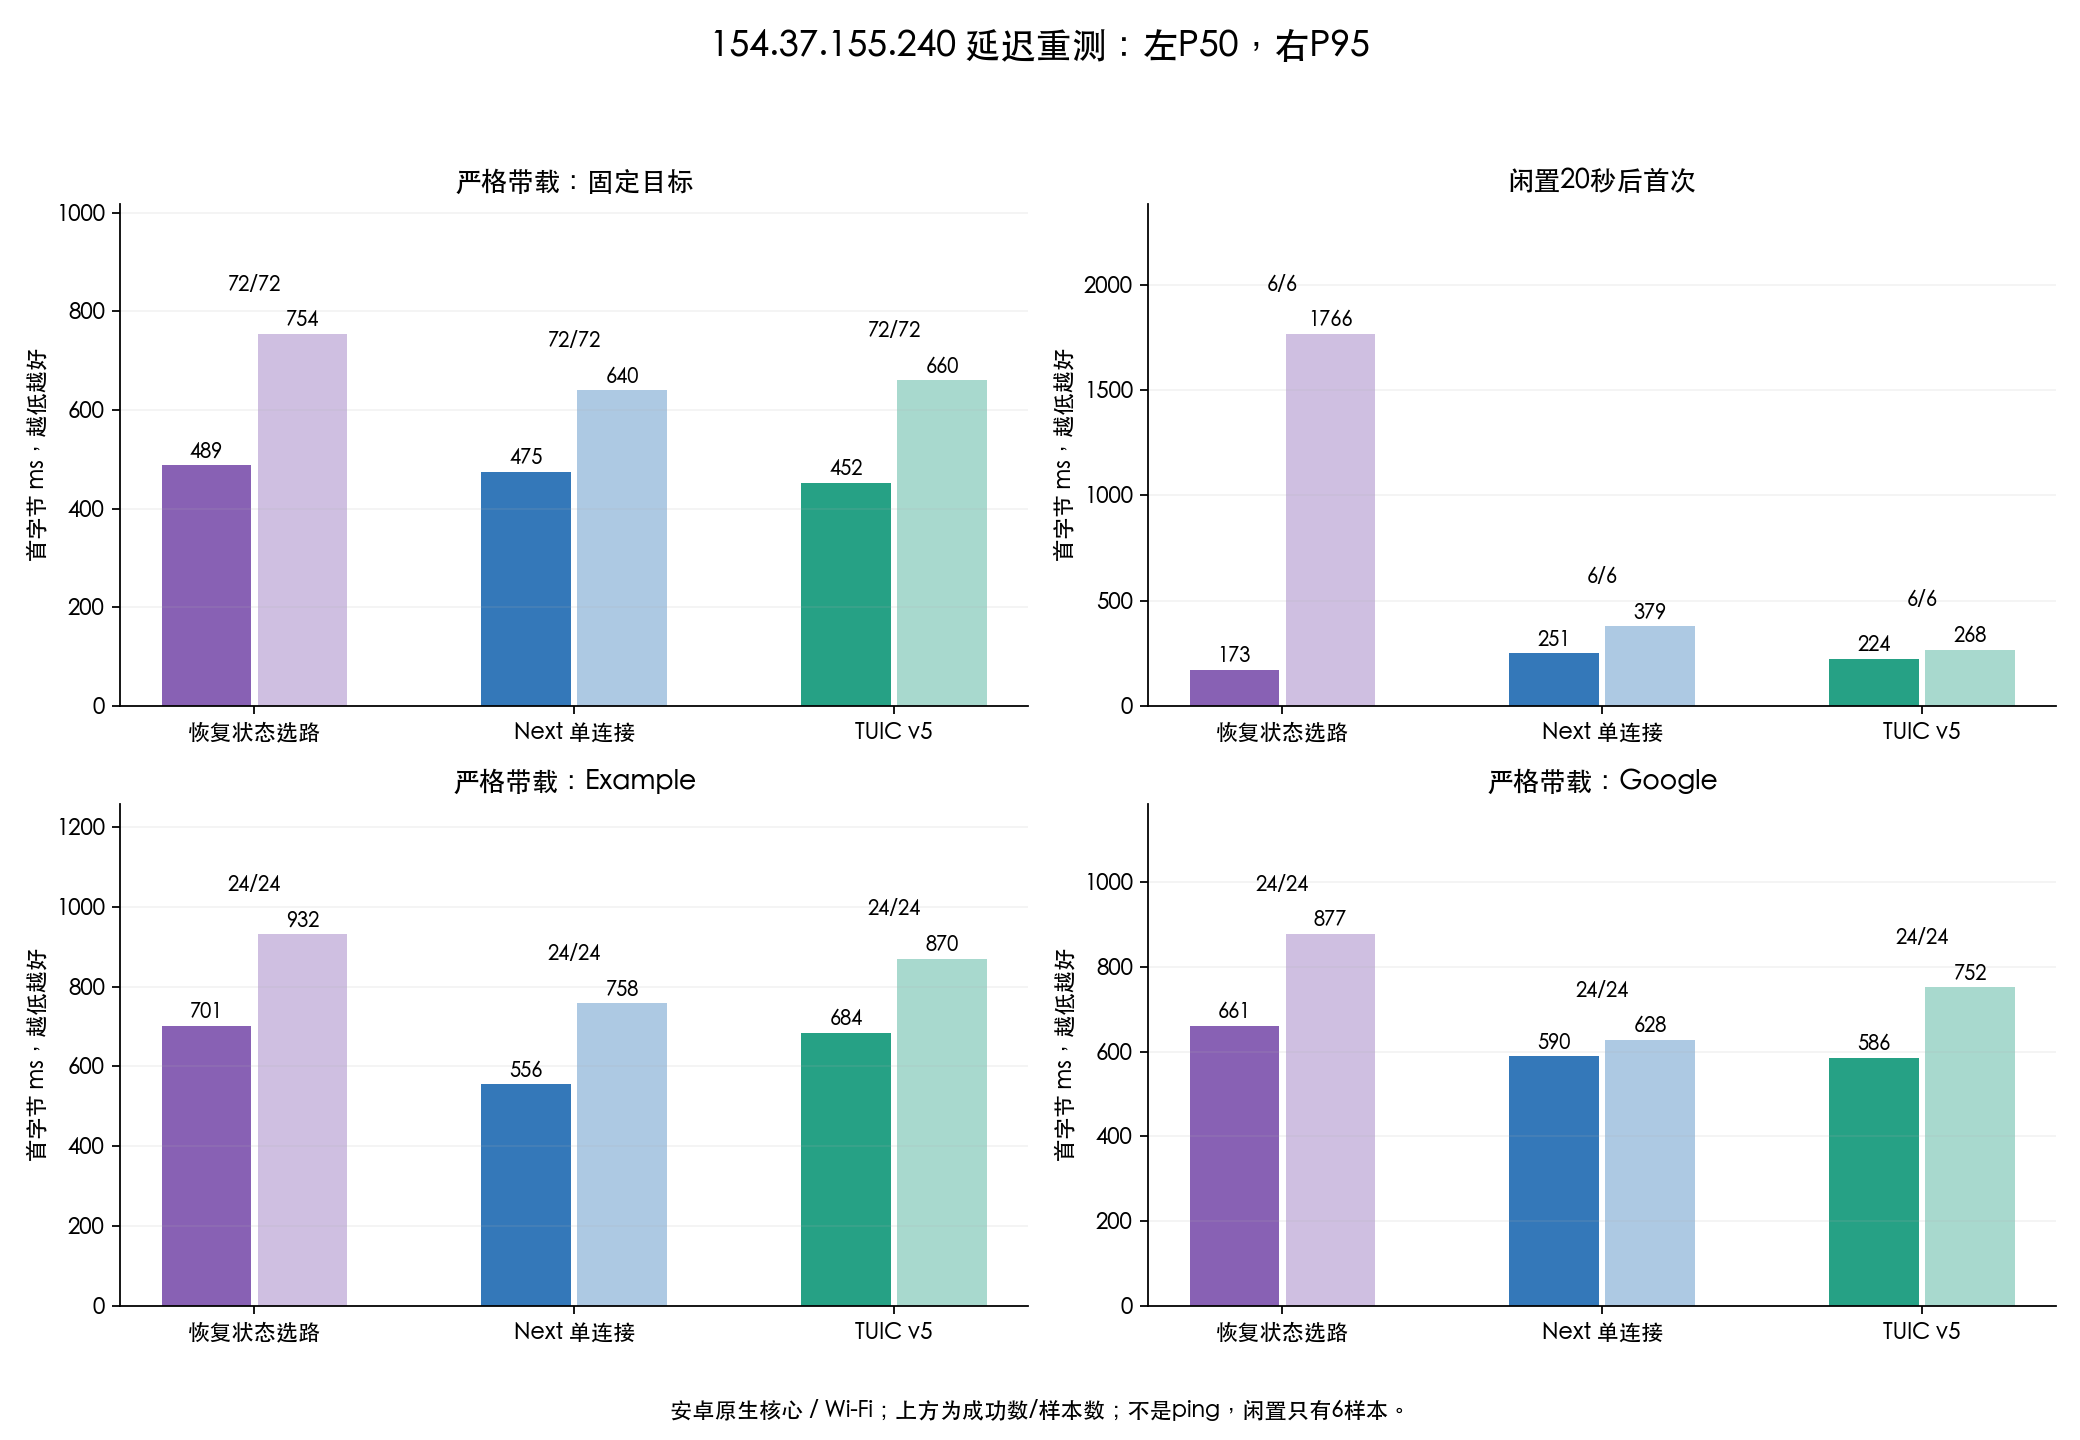 154.37.155.240 延迟重测：左P50，右P95
严格带载：固定目标
首字节 ms，越低越好
1000
800
600
400
200
0
72/72
489
754
72/72
475
640
72/72
452
660
恢复状态选路
Next 单连接
TUIC v5
闲置20秒后首次
首字节 ms，越低越好
2000
1500
1000
500
0
6/6
173
1766
6/6
251
379
6/6
224
268
恢复状态选路
Next 单连接
TUIC v5
严格带载：Example
首字节 ms，越低越好
1200
1000
800
600
400
200
0
24/24
701
932
24/24
556
758
24/24
684
870
恢复状态选路
Next 单连接
TUIC v5
严格带载：Google
首字节 ms，越低越好
1000
800
600
400
200
0
24/24
661
877
24/24
590
628
24/24
586
752
恢复状态选路
Next 单连接
TUIC v5
安卓原生核心 / Wi-Fi；上方为成功数/样本数；不是ping，闲置只有6样本。